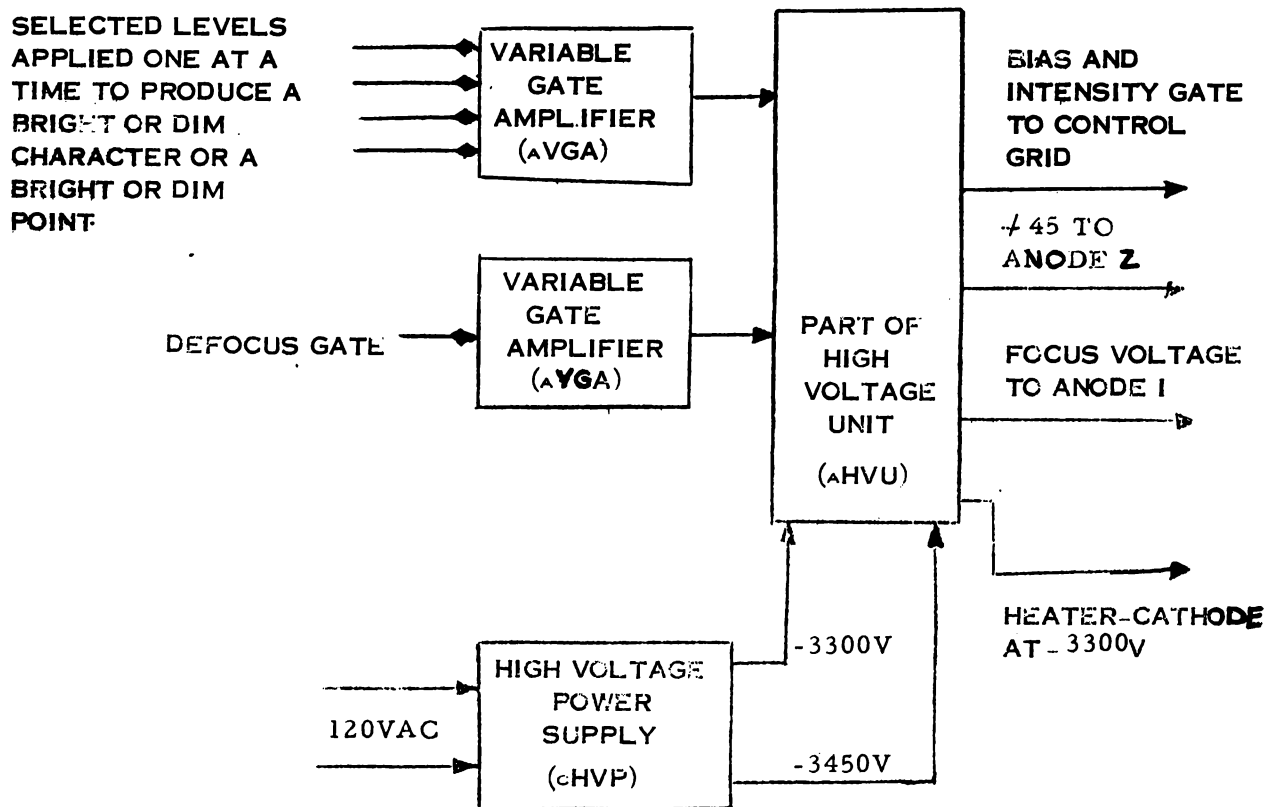 SELECTED LEVELS
APPLIED ONE AT A
TIME TO PRODUCE A
BRIGHT OR DIM
CHARACTER OR A
BRIGHT OR DIM
POINT
VARIABLE
GATE
AMPLIFIER
(AVGA)
DEFOCUS GATE
VARIABLE
GATE
AMPLIFIER
(AVGA)
PART OF
HIGH
VOLTAGE
UNIT
(AHVU)
BIAS AND
INTENSITY GATE
TO CONTROL
GRID
+45 TO
ANODE 2
FOCUS VOLTAGE
TO ANODE 1
HEATER-CATHODE
AT -3300V
120VAC
HIGH VOLTAGE
POWER
SUPPLY
(cHVP)
-3300V
-3450V